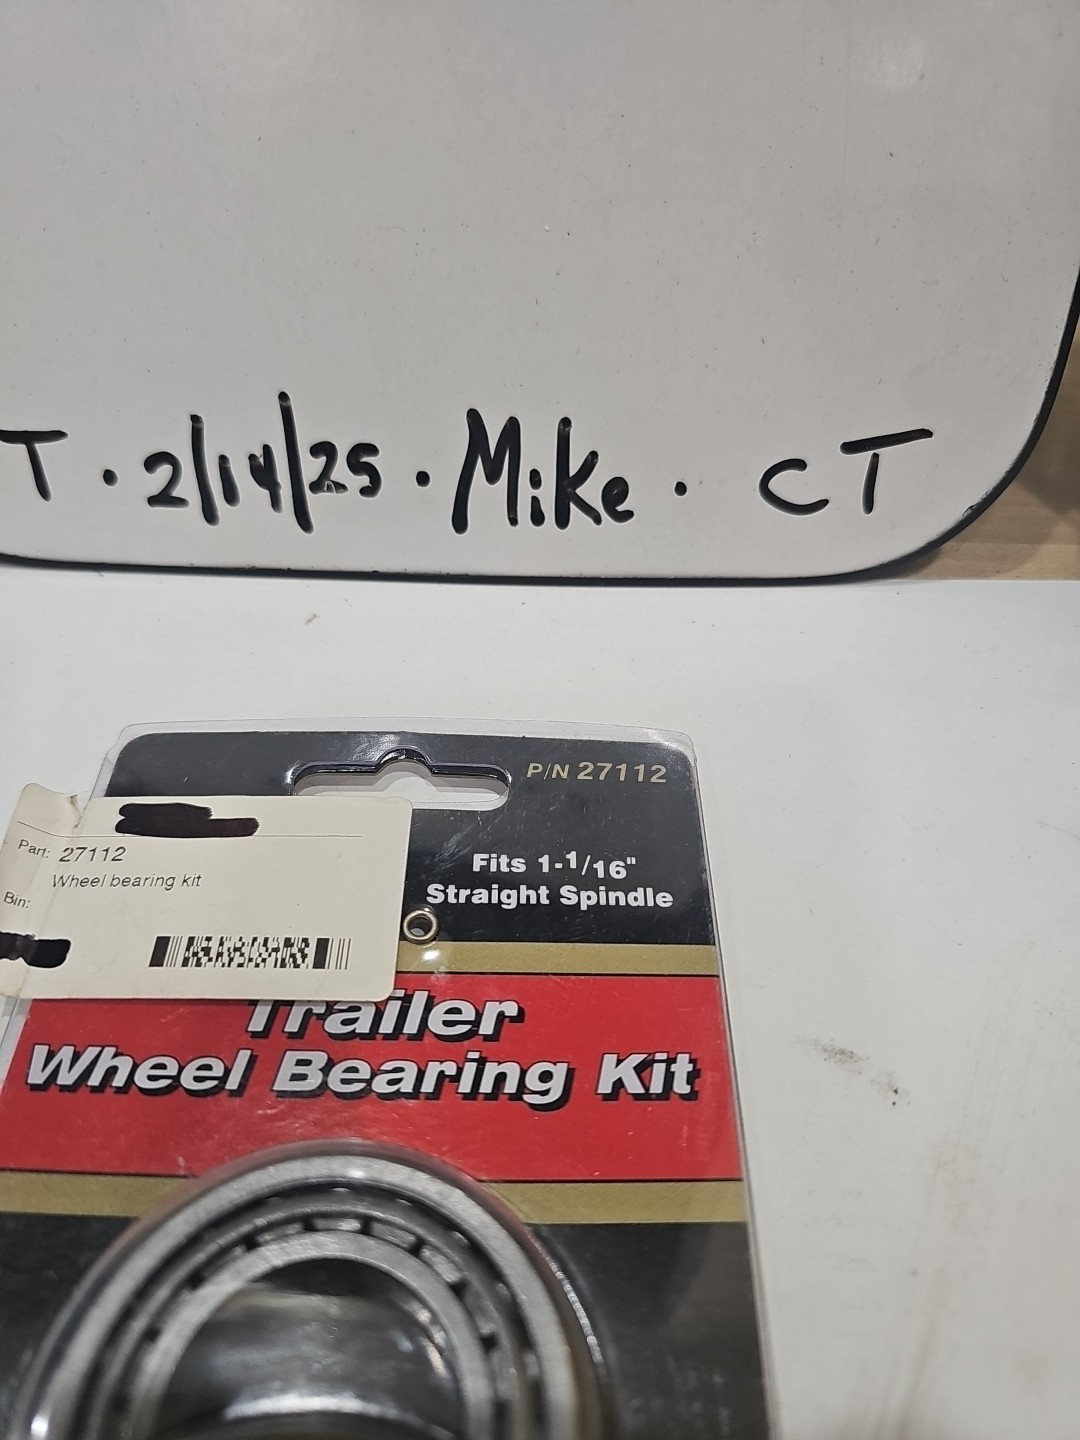 T · 2/14/25 · Mike · CT
P/N 27112
Fits 1-1/16"
Straight Spindle
Part: 27112
Wheel bearing kit
Bin:
Trailer
Wheel Bearing Kit